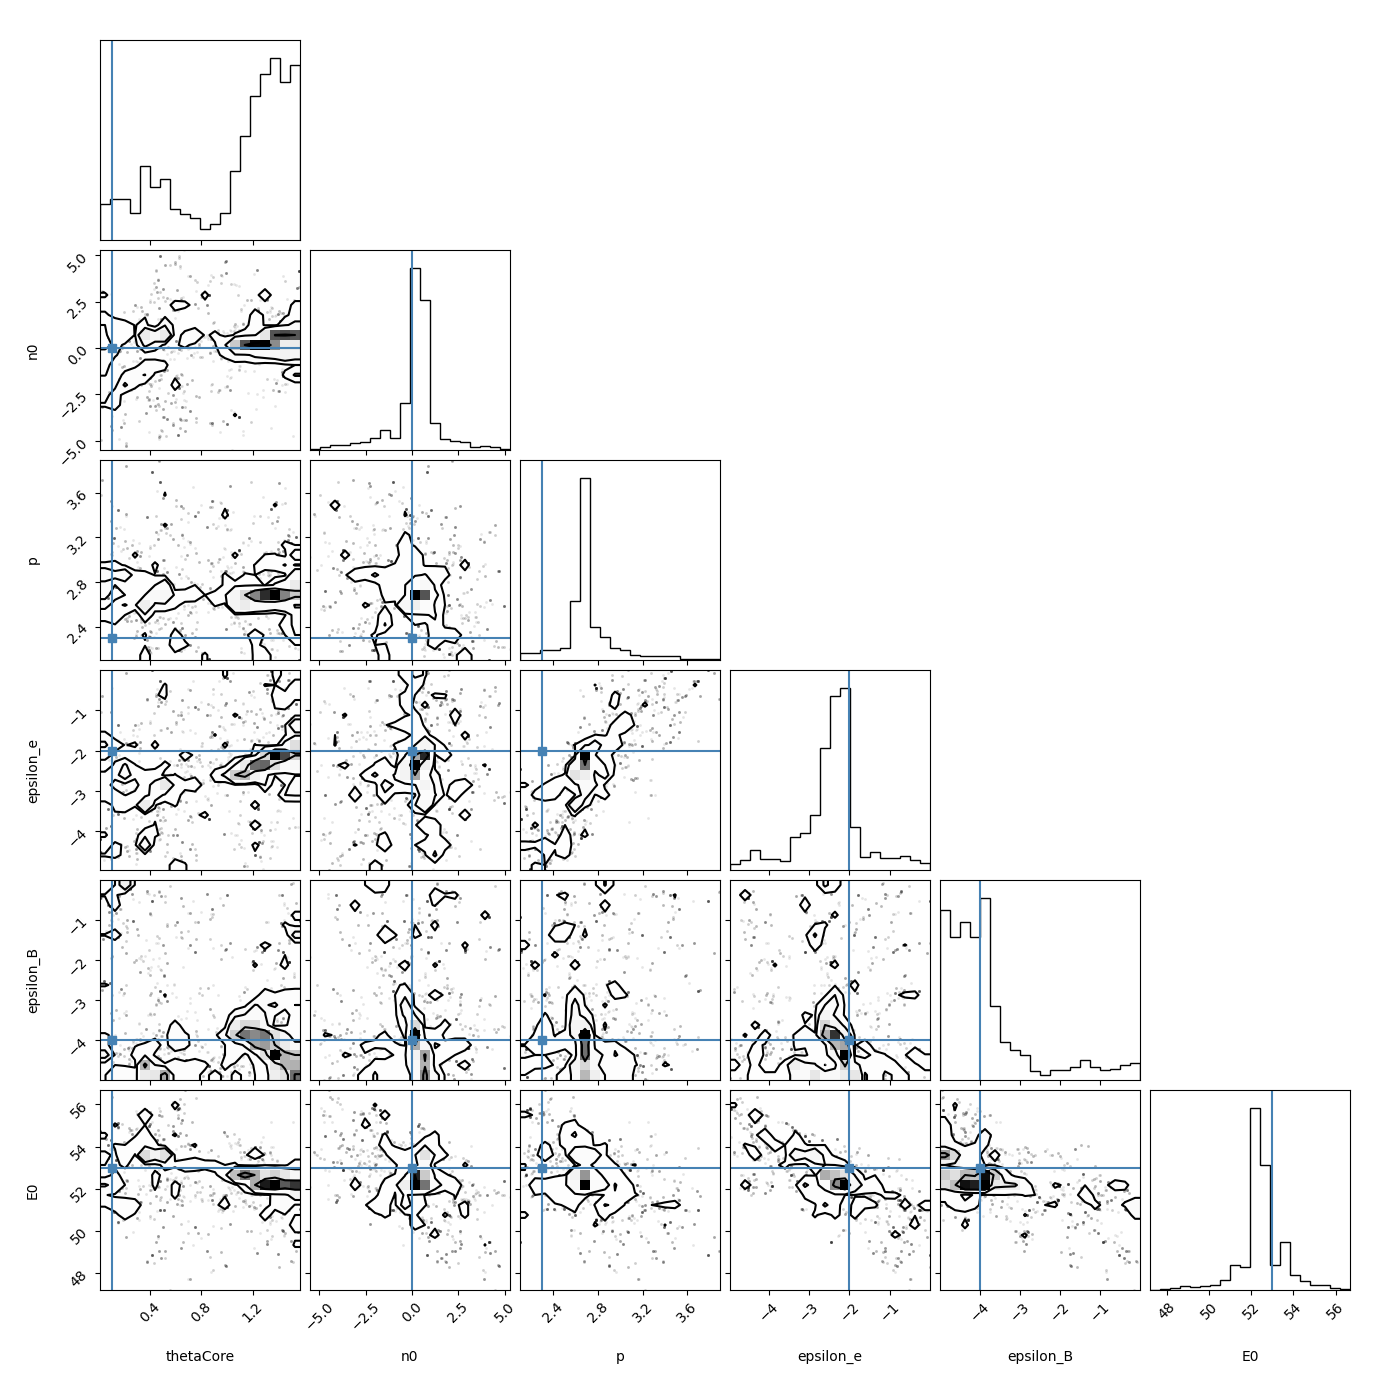 5.0
2.5
0.0
−2.5
−5.0
n0
3.6
3.2
2.8
2.4
p
−1
−2
−3
−4
epsilon_e
−1
−2
−3
−4
epsilon_B
56
54
52
50
48
E0
0.4 0.8 1.2
−5.0 −2.5 0.0 2.5 5.0
2.4 2.8 3.2 3.6
−4 −3 −2 −1
−4 −3 −2 −1
48 50 52 54 56
thetaCore n0 p epsilon_e epsilon_B E0